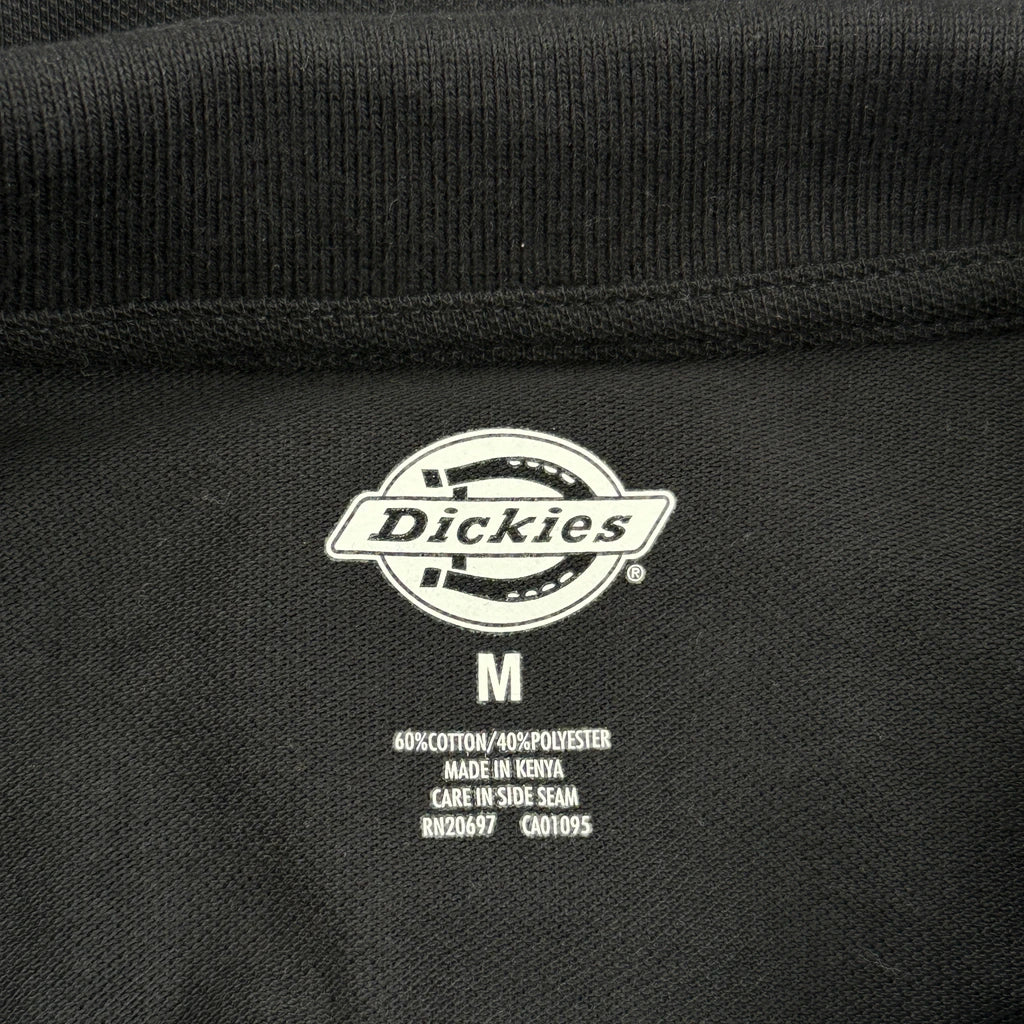 Dickies
®
M
60%COTTON/40%POLYESTER
MADE IN KENYA
CARE IN SIDE SEAM
RN20697 CA01095